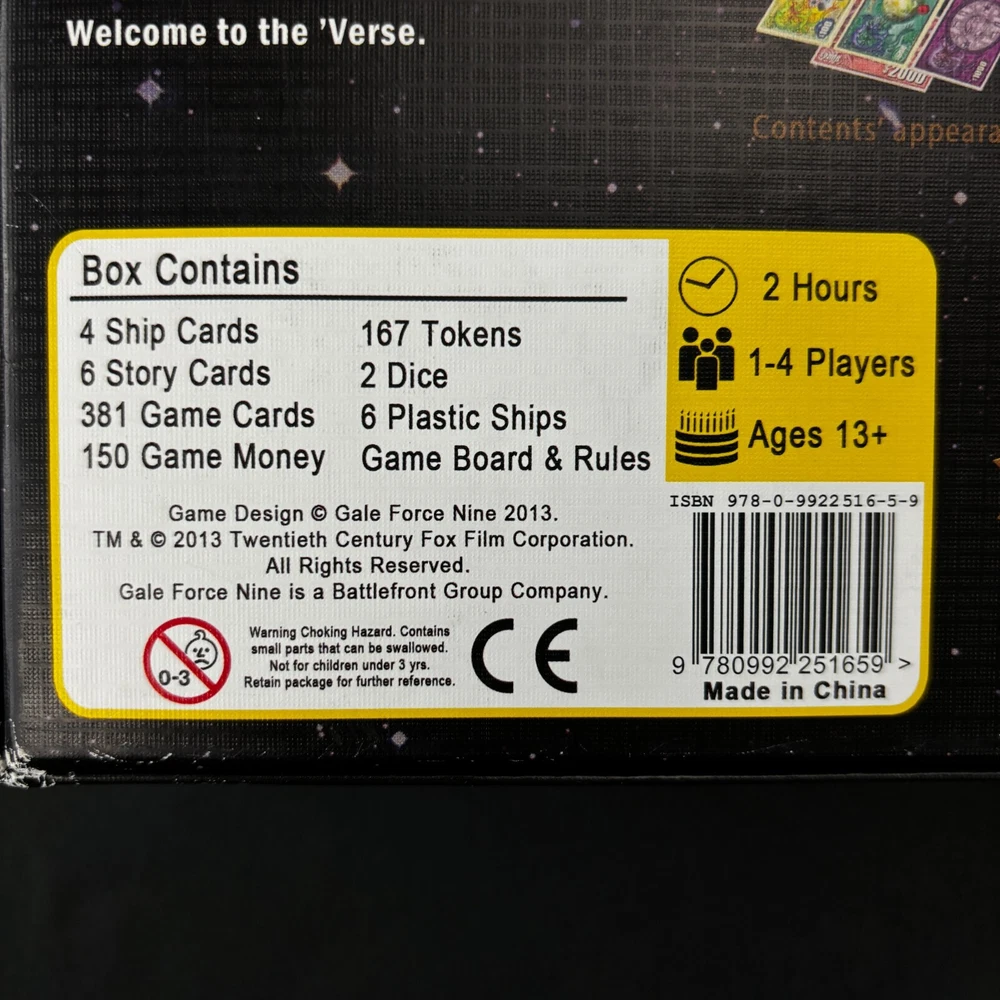 Welcome to the 'Verse.
$2000
Contents' appeara
Box Contains
4 Ship Cards
6 Story Cards
381 Game Cards
150 Game Money
167 Tokens
2 Dice
6 Plastic Ships
Game Board & Rules
2 Hours
1-4 Players
Ages 13+
Game Design © Gale Force Nine 2013.
TM & © 2013 Twentieth Century Fox Film Corporation.
All Rights Reserved.
Gale Force Nine is a Battlefront Group Company.
0-3
Warning Choking Hazard. Contains
small parts that can be swallowed.
Not for children under 3 yrs.
Retain package for further reference.
CE
ISBN 978-0-9922516-5-9
9 780992 251659 >
Made in China